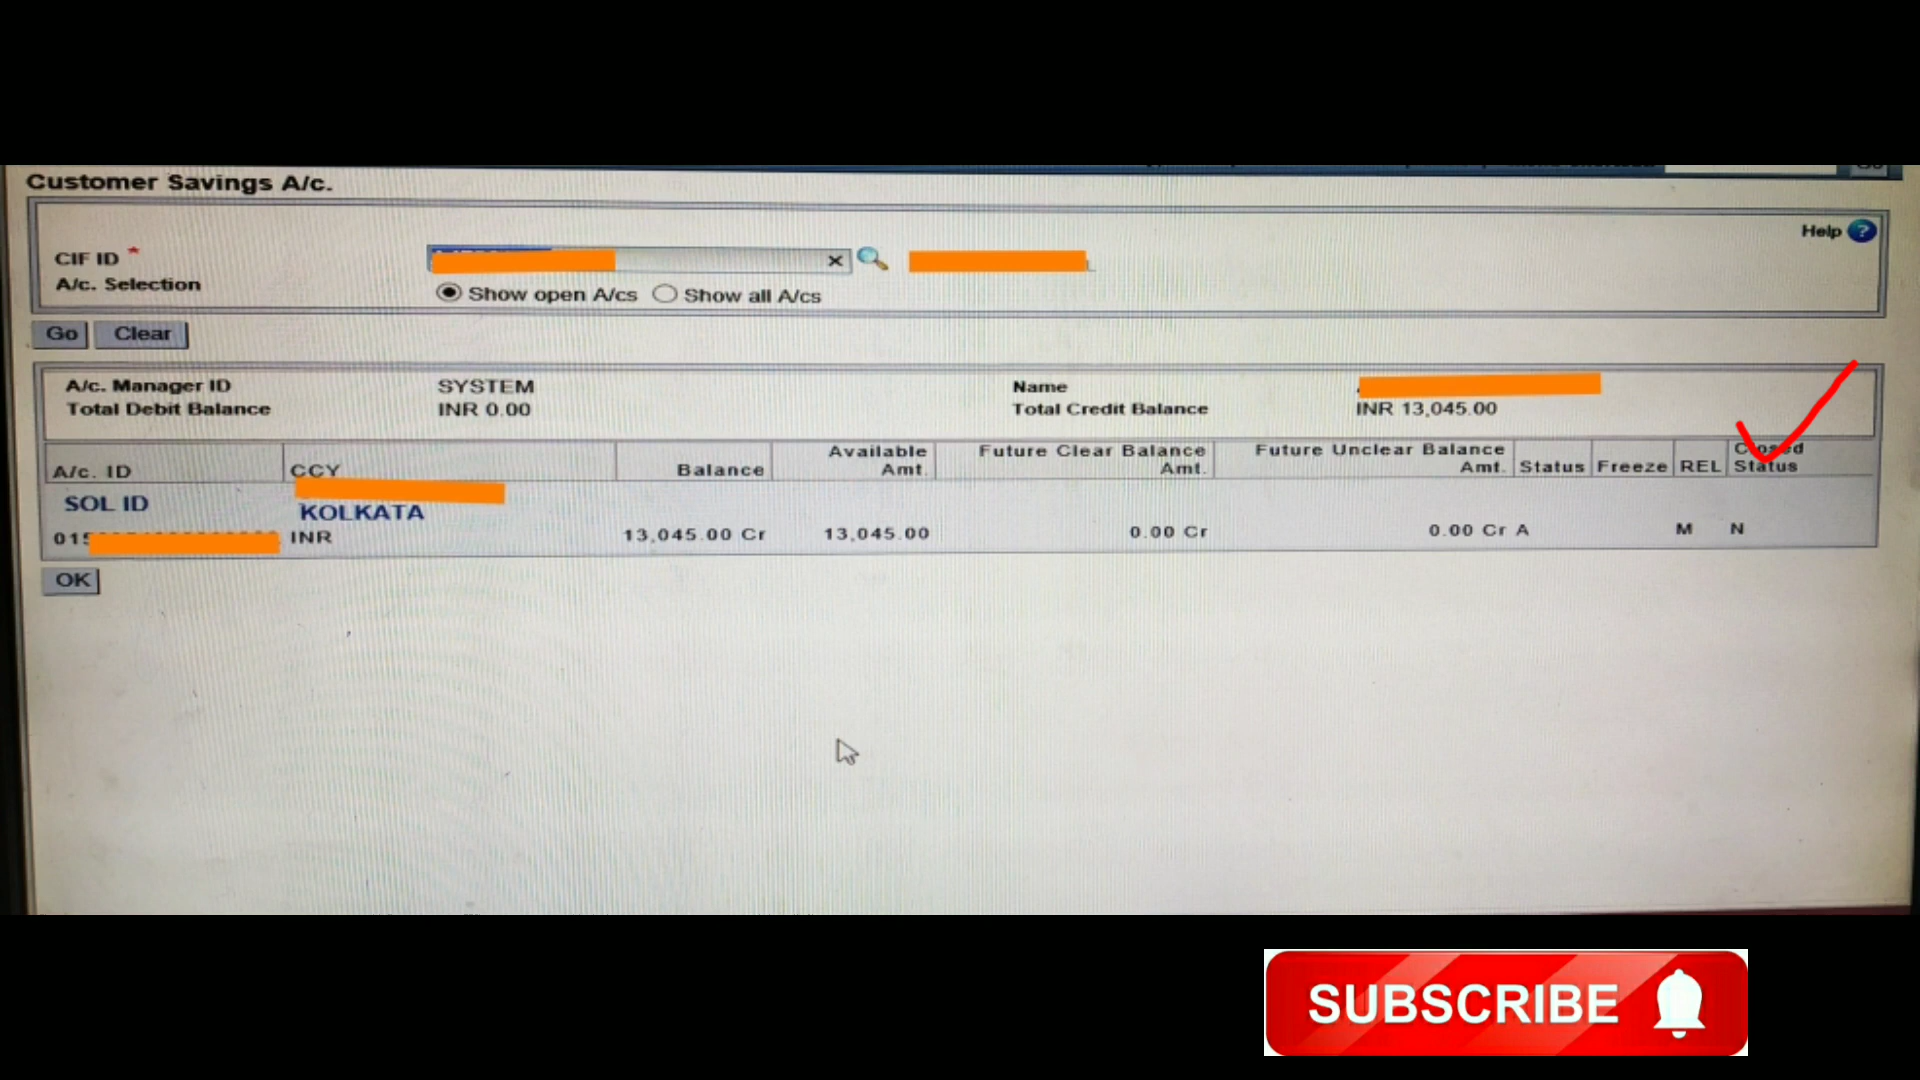 Customer Savings A/c.
Help ?
CIF ID *
A/c. Selection
Show open A/cs Show all A/cs
Go Clear
A/c. Manager ID SYSTEM Name
Total Debit Balance INR 0.00 Total Credit Balance INR 13,045.00
A/c. ID CCY Balance Available Amt. Future Clear Balance Amt. Future Unclear Balance Amt. Status Freeze REL Closed Status
SOL ID KOLKATA
015 INR 13,045.00 Cr 13,045.00 0.00 Cr 0.00 Cr A M N
OK
SUBSCRIBE